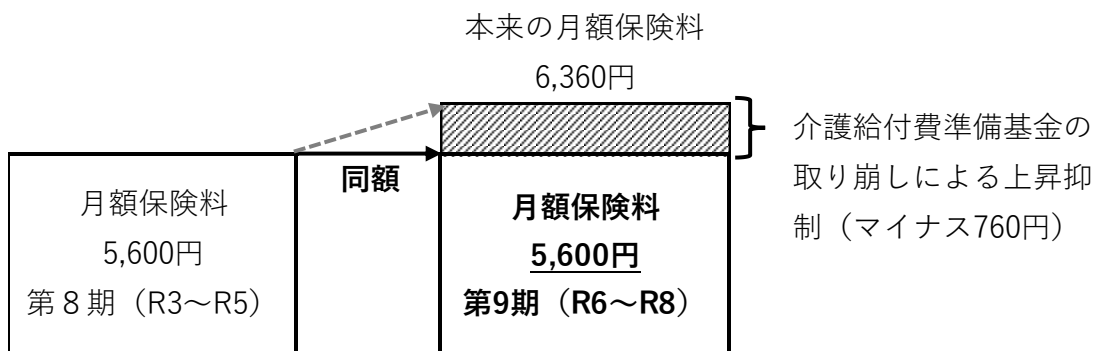 本来の月額保険料
6,360円
介護給付費準備基金の
取り崩しによる上昇抑
制（マイナス760円）
同額
月額保険料
5,600円
第８期（R3～R5）
月額保険料
5,600円
第9期（R6～R8）